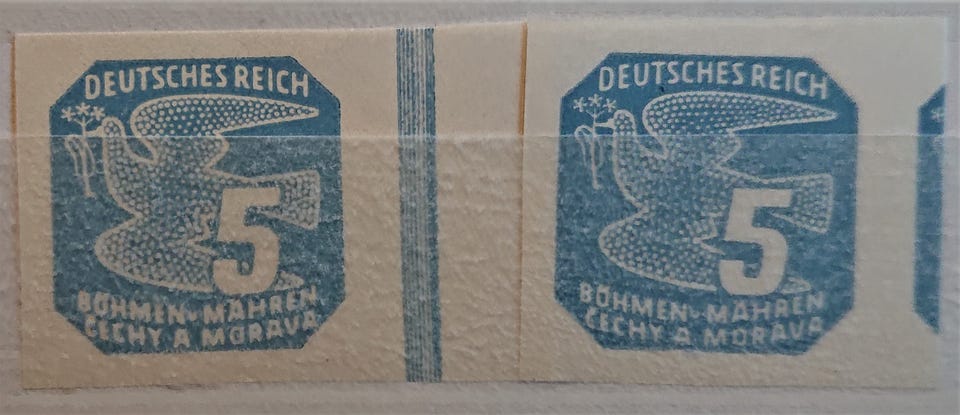 DEUTSCHES REICH
5
BÖHMEN u. MÄHREN
ČECHY A MORAVA
DEUTSCHES REICH
5
BÖHMEN u. MÄHREN
ČECHY A MORAVA